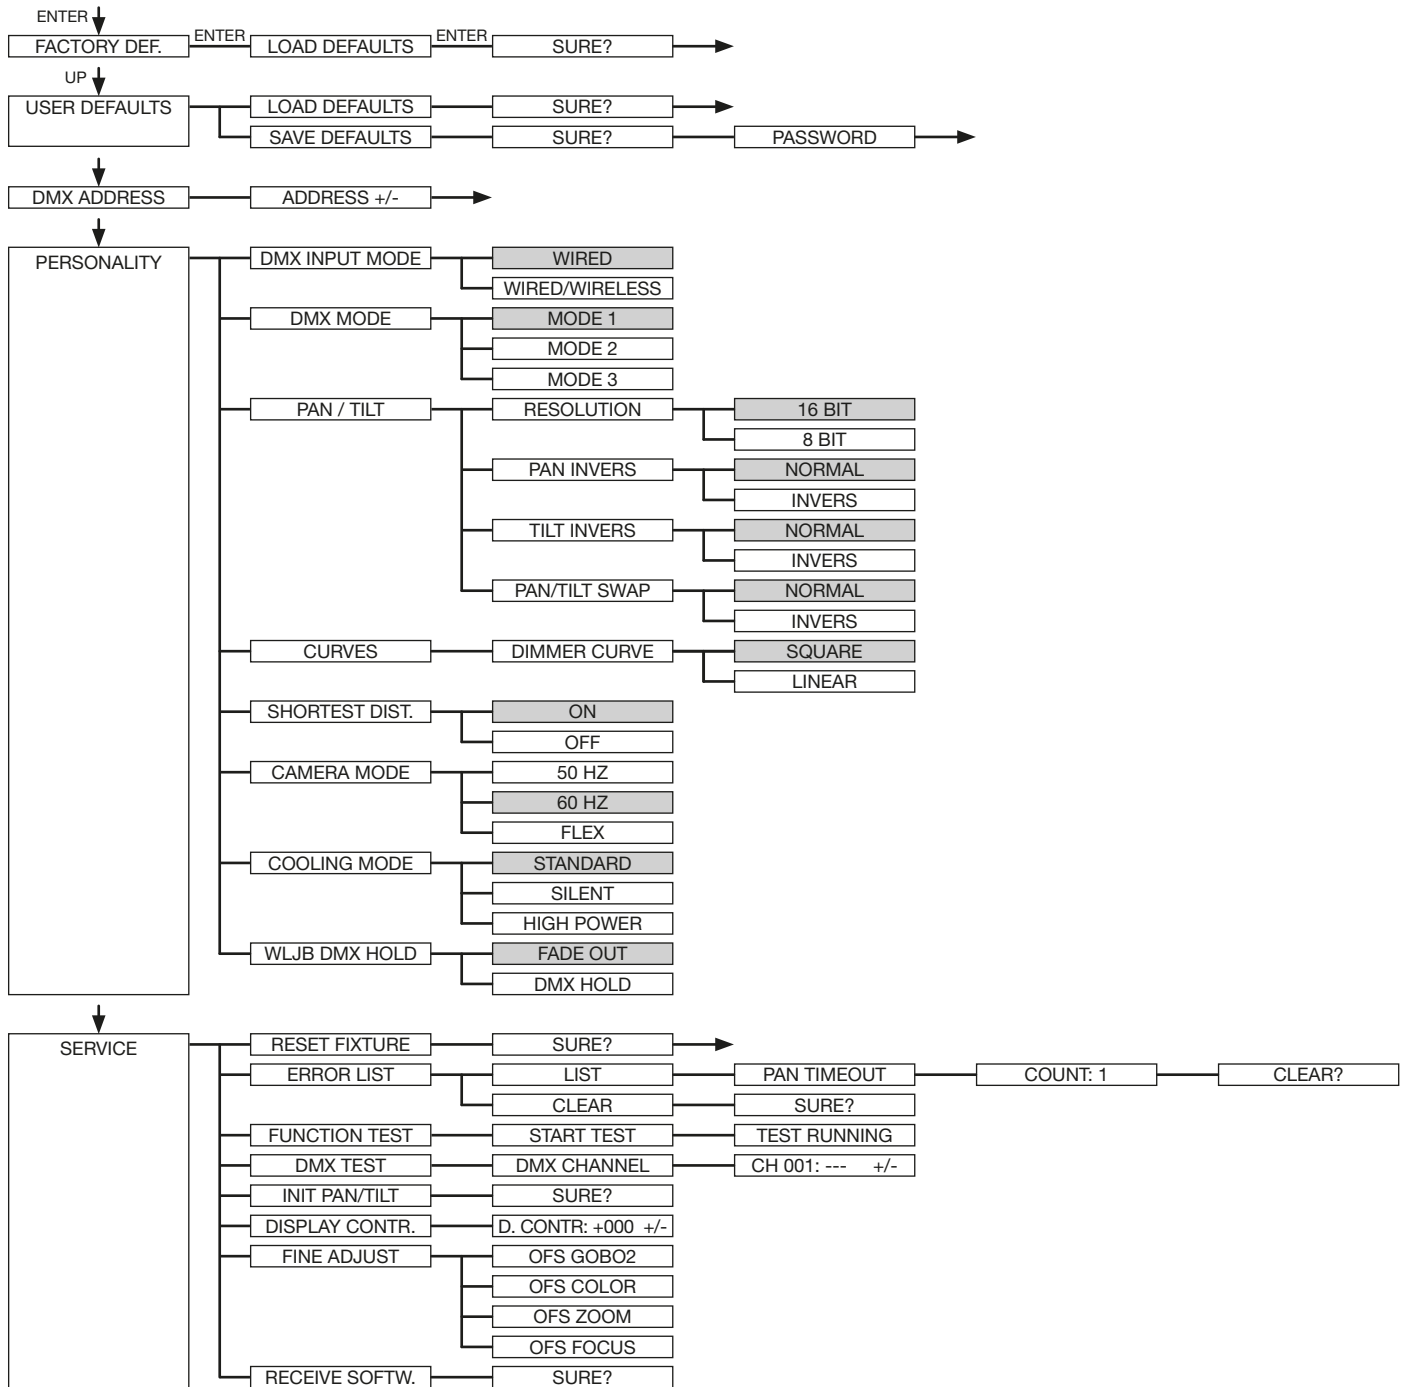 ENTER
FACTORY DEF. ENTER LOAD DEFAULTS ENTER SURE?
UP
USER DEFAULTS LOAD DEFAULTS SURE?
SAVE DEFAULTS SURE? PASSWORD
DMX ADDRESS ADDRESS +/-
PERSONALITY DMX INPUT MODE WIRED
WIRED/WIRELESS
DMX MODE MODE 1
MODE 2
MODE 3
PAN / TILT RESOLUTION 16 BIT
8 BIT
PAN INVERS NORMAL
INVERS
TILT INVERS NORMAL
INVERS
PAN/TILT SWAP NORMAL
INVERS
CURVES DIMMER CURVE SQUARE
LINEAR
SHORTEST DIST. ON
OFF
CAMERA MODE 50 HZ
60 HZ
FLEX
COOLING MODE STANDARD
SILENT
HIGH POWER
WLJB DMX HOLD FADE OUT
DMX HOLD
SERVICE RESET FIXTURE SURE?
ERROR LIST LIST PAN TIMEOUT COUNT: 1 CLEAR?
CLEAR SURE?
FUNCTION TEST START TEST TEST RUNNING
DMX TEST DMX CHANNEL CH 001: --- +/-
INIT PAN/TILT SURE?
DISPLAY CONTR. D. CONTR: +000 +/-
FINE ADJUST OFS GOBO2
OFS COLOR
OFS ZOOM
OFS FOCUS
RECEIVE SOFTW. SURE?